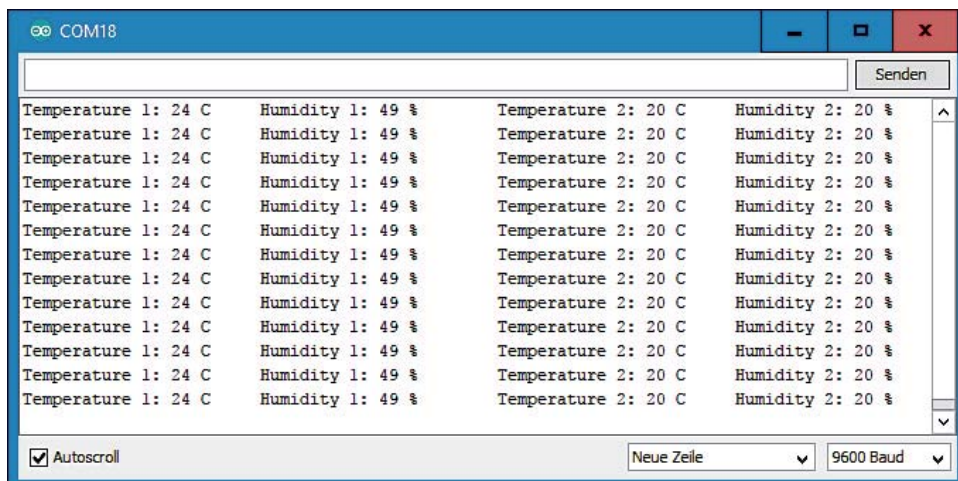 COM18
Senden
Temperature 1: 24 C Humidity 1: 49 % Temperature 2: 20 C Humidity 2: 20 %
Temperature 1: 24 C Humidity 1: 49 % Temperature 2: 20 C Humidity 2: 20 %
Temperature 1: 24 C Humidity 1: 49 % Temperature 2: 20 C Humidity 2: 20 %
Temperature 1: 24 C Humidity 1: 49 % Temperature 2: 20 C Humidity 2: 20 %
Temperature 1: 24 C Humidity 1: 49 % Temperature 2: 20 C Humidity 2: 20 %
Temperature 1: 24 C Humidity 1: 49 % Temperature 2: 20 C Humidity 2: 20 %
Temperature 1: 24 C Humidity 1: 49 % Temperature 2: 20 C Humidity 2: 20 %
Temperature 1: 24 C Humidity 1: 49 % Temperature 2: 20 C Humidity 2: 20 %
Temperature 1: 24 C Humidity 1: 49 % Temperature 2: 20 C Humidity 2: 20 %
Temperature 1: 24 C Humidity 1: 49 % Temperature 2: 20 C Humidity 2: 20 %
Temperature 1: 24 C Humidity 1: 49 % Temperature 2: 20 C Humidity 2: 20 %
Temperature 1: 24 C Humidity 1: 49 % Temperature 2: 20 C Humidity 2: 20 %
Temperature 1: 24 C Humidity 1: 49 % Temperature 2: 20 C Humidity 2: 20 %
Autoscroll Neue Zeile 9600 Baud